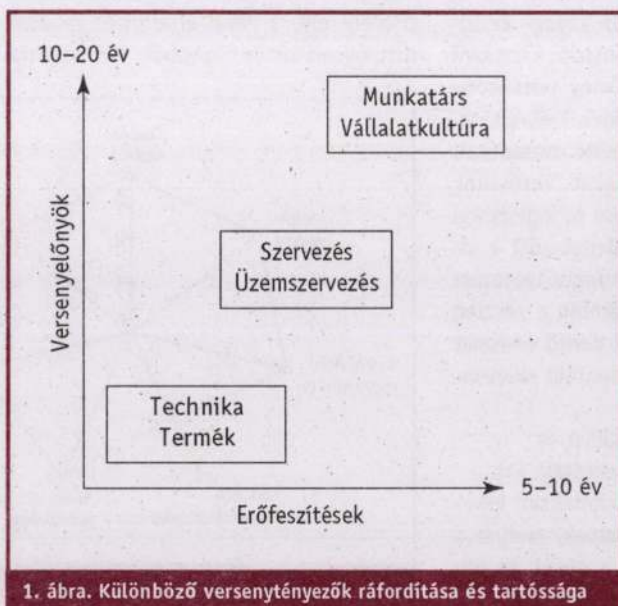 10–20 év
Munkatárs
Vállalatkultúra
Versenyelőnyök
Szervezés
Üzemszervezés
Technika
Termék
5–10 év
Erőfeszítések
1. ábra. Különböző versenytényezők ráfordítása és tartóssága